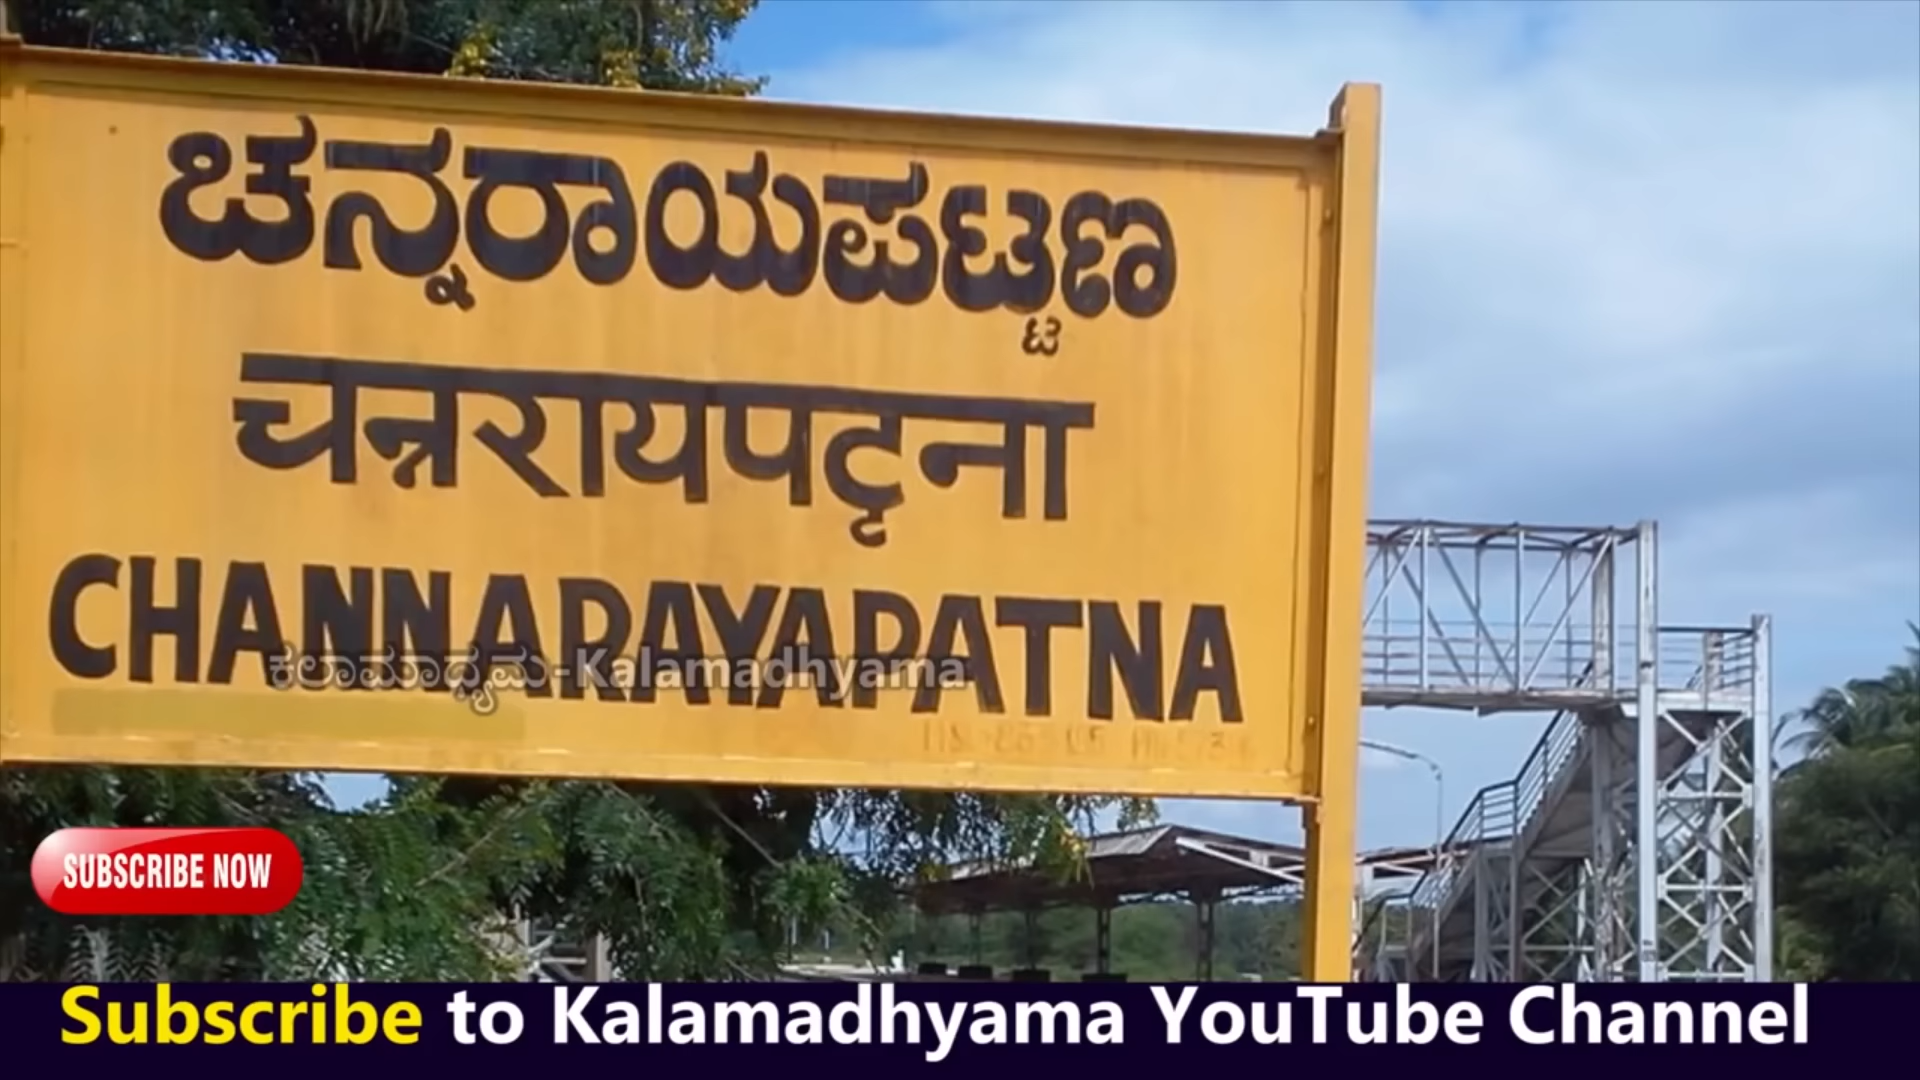 ಚನ್ನರಾಯಪಟ್ಟಣ
चन्नरायपट्टना
CHANNARAYAPATNA
ಕಲಾಮಾಧ್ಯಮ-Kalamadhyama
SUBSCRIBE NOW
Subscribe to Kalamadhyama YouTube Channel